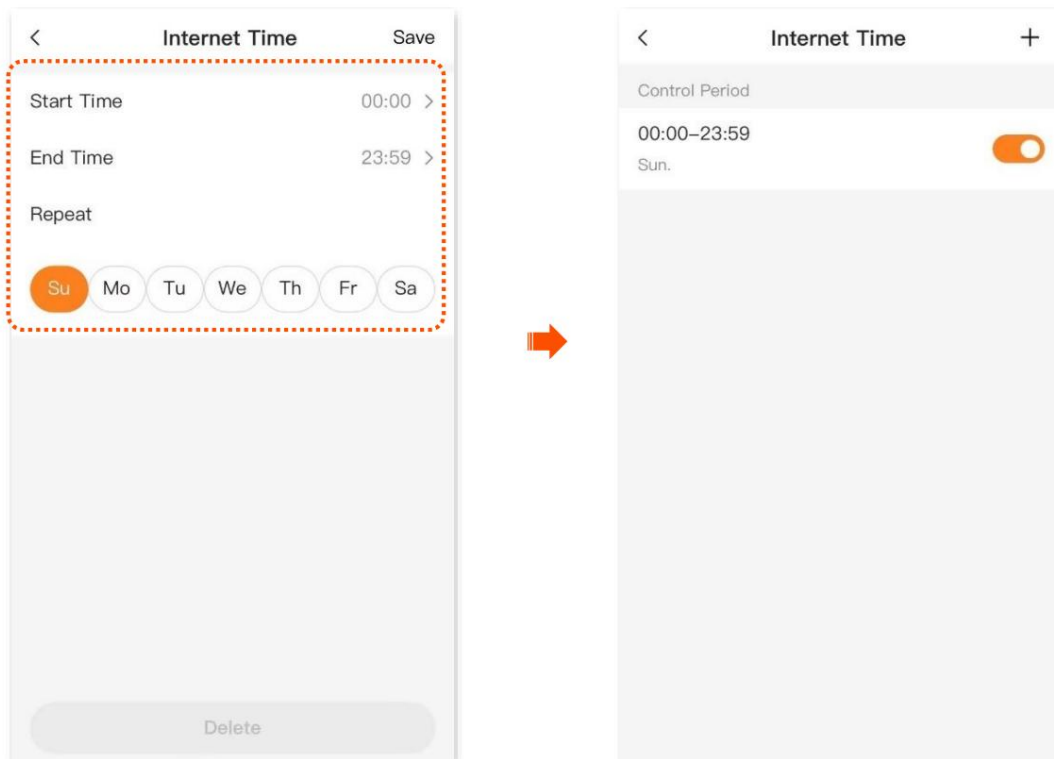 Internet Time Save
Start Time 00:00
End Time 23:59
Repeat
Su Mo Tu We Th Fr Sa
Delete
Internet Time
Control Period
00:00–23:59
Sun.